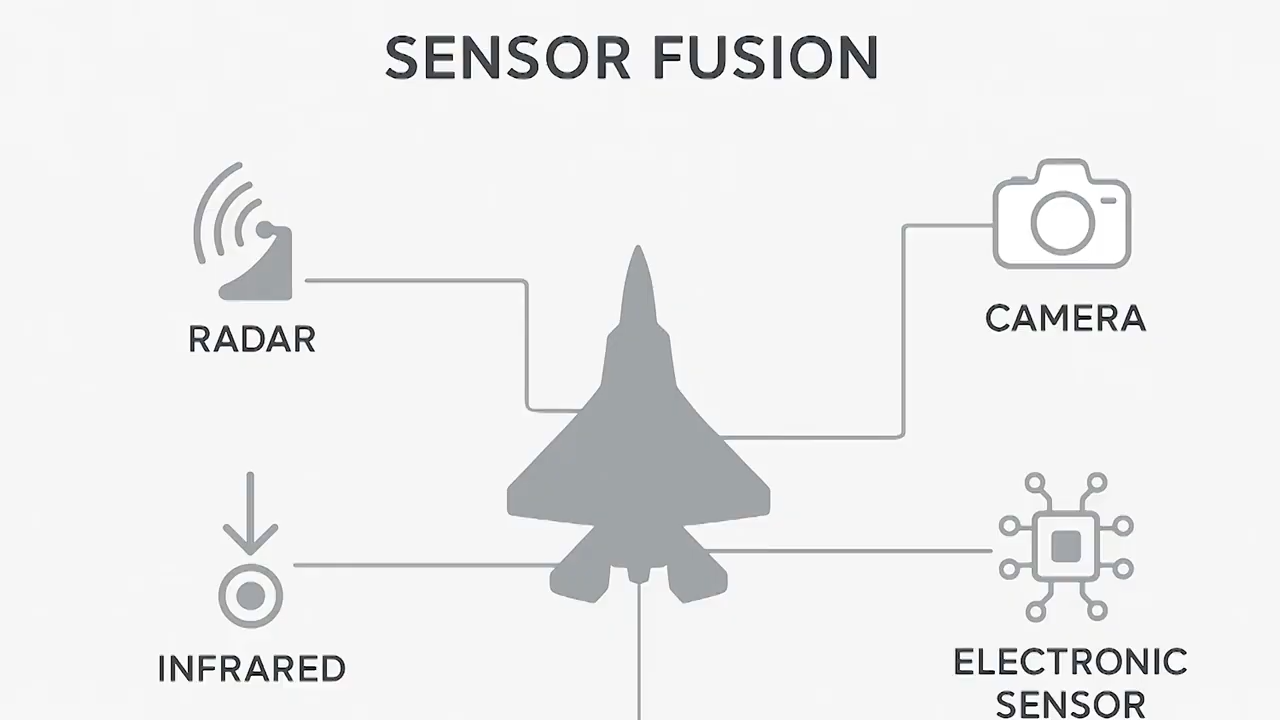 SENSOR FUSION
RADAR
CAMERA
INFRARED
ELECTRONIC
SENSOR